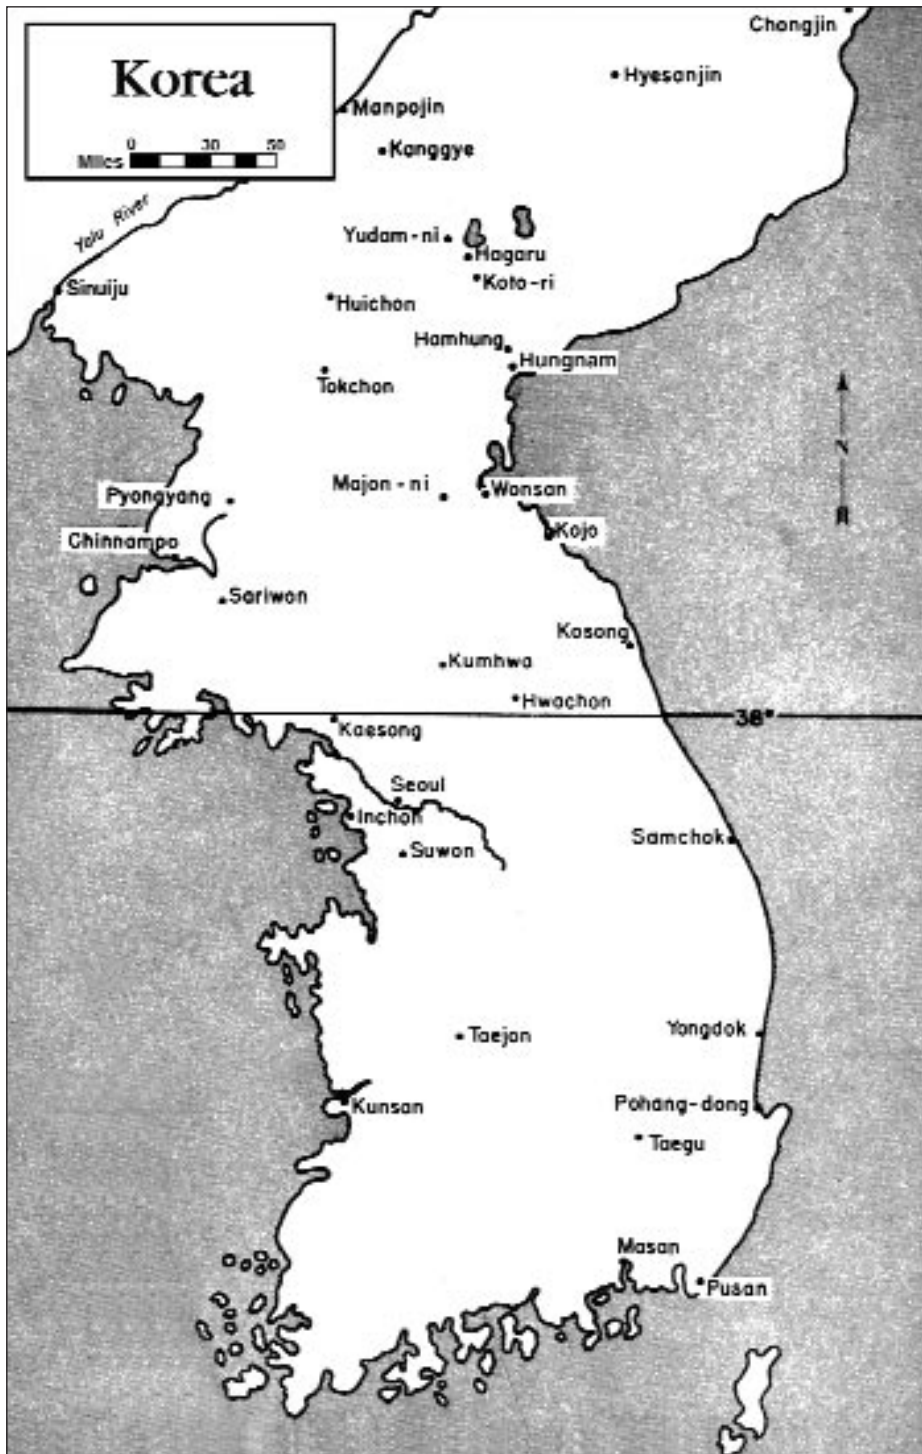 Korea
0 30 50
Miles
Chongjin
Hyesanjin
Manpojin
Kanggye
Yalu River
Yudam-ni
Hagaru
Koto-ri
Sinuiju
Huichon
Hamhung
Hungnam
Tokchon
N
Majon-ni
Wonsan
Pyongyang
Kojo
Chinnampo
Sariwon
Kosong
Kumhwa
Hwachon
38°
Kaesong
Seoul
Inchon
Suwon
Samchok
Taejon
Yongdok
Kunsan
Pohang-dong
Taegu
Masan
Pusan